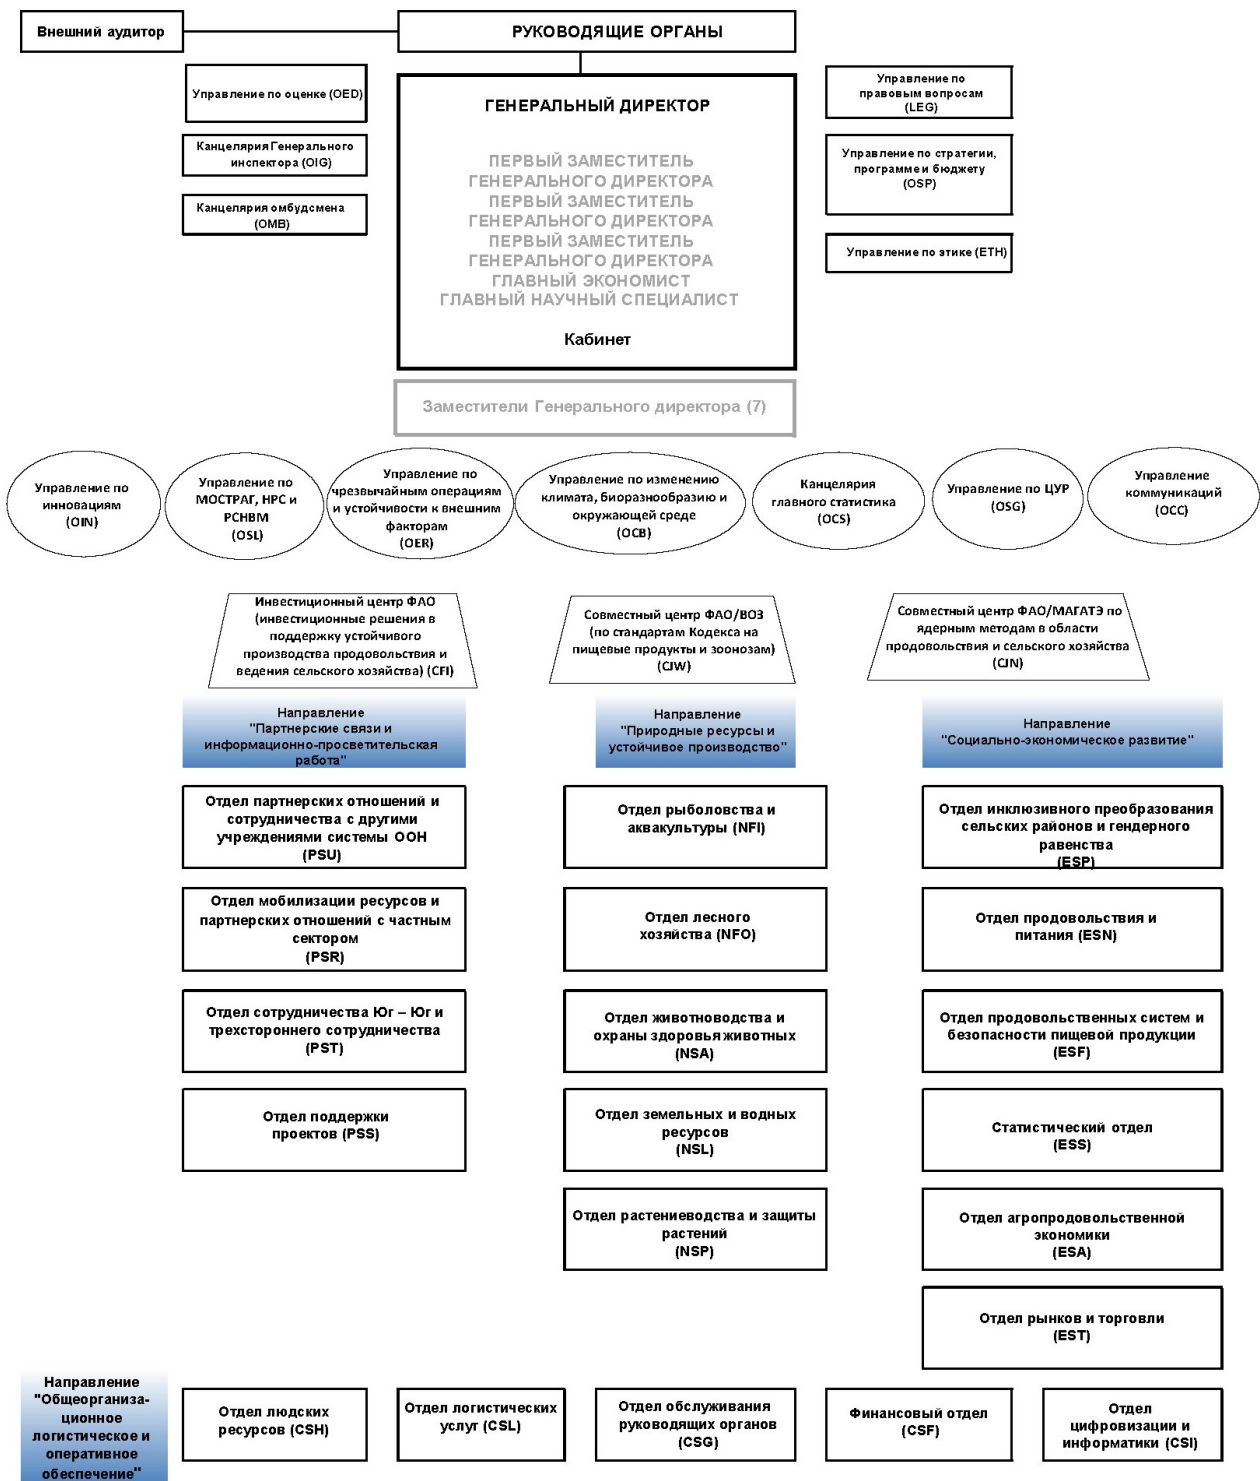 Внешний аудитор
РУКОВОДЯЩИЕ ОРГАНЫ
Управление по оценке (OED)
Канцелярия Генерального
инспектора (OIG)
Канцелярия омбудсмена
(OMB)
ГЕНЕРАЛЬНЫЙ ДИРЕКТОР
ПЕРВЫЙ ЗАМЕСТИТЕЛЬ
ГЕНЕРАЛЬНОГО ДИРЕКТОРА
ПЕРВЫЙ ЗАМЕСТИТЕЛЬ
ГЕНЕРАЛЬНОГО ДИРЕКТОРА
ПЕРВЫЙ ЗАМЕСТИТЕЛЬ
ГЕНЕРАЛЬНОГО ДИРЕКТОРА
ГЛАВНЫЙ ЭКОНОМИСТ
ГЛАВНЫЙ НАУЧНЫЙ СПЕЦИАЛИСТ
Кабинет
Управление по
правовым вопросам
(LEG)
Управление по стратегии,
программе и бюджету
(OSP)
Управление по этике (ETH)
Заместители Генерального директора (7)
Управление по
инновациям
(OIN)
Управление по
МОСТРАГ, НРС и
РСНВМ
(OSL)
Управление по
чрезвычайным операциям
и устойчивости к внешним
факторам
(OER)
Управление по изменению
климата, биоразнообразию и
окружающей среде
(OCB)
Канцелярия
главного статистика
(OCS)
Управление по ЦУР
(OSG)
Управление
коммуникаций
(OCC)
Инвестиционный центр ФАО
(инвестиционные решения в
поддержку устойчивого
производства продовольствия и
ведения сельского хозяйства) (CFI)
Совместный центр ФАО/ВОЗ
(по стандартам Кодекса на
пищевые продукты и зоонозам)
(CJW)
Совместный центр ФАО/МАГАТЭ по
ядерным методам в области
продовольствия и сельского хозяйства
(CJN)
Направление
"Партнерские связи и
информационно-просветительская
работа"
Отдел партнерских отношений и
сотрудничества с другими
учреждениями системы ООН
(PSU)
Отдел мобилизации ресурсов и
партнерских отношений с частным
сектором
(PSR)
Отдел сотрудничества Юг – Юг и
трехстороннего сотрудничества
(PST)
Отдел поддержки
проектов (PSS)
Направление
"Природные ресурсы и
устойчивое производство"
Отдел рыболовства и
аквакультуры (NFI)
Отдел лесного
хозяйства (NFO)
Отдел животноводства и
охраны здоровья животных
(NSA)
Отдел земельных и водных
ресурсов
(NSL)
Отдел растениеводства и защиты
растений
(NSP)
Направление
"Социально-экономическое развитие"
Отдел инклюзивного преобразования
сельских районов и гендерного
равенства
(ESP)
Отдел продовольствия и
питания (ESN)
Отдел продовольственных систем и
безопасности пищевой продукции
(ESF)
Статистический отдел
(ESS)
Отдел агропродовольственной
экономики
(ESA)
Отдел рынков и торговли
(EST)
Направление
"Общеорганиза-
ционное
логистическое и
оперативное
обеспечение"
Отдел людских
ресурсов (CSH)
Отдел логистических
услуг (CSL)
Отдел обслуживания
руководящих органов
(CSG)
Финансовый отдел
(CSF)
Отдел
цифровизации и
информатики (CSI)